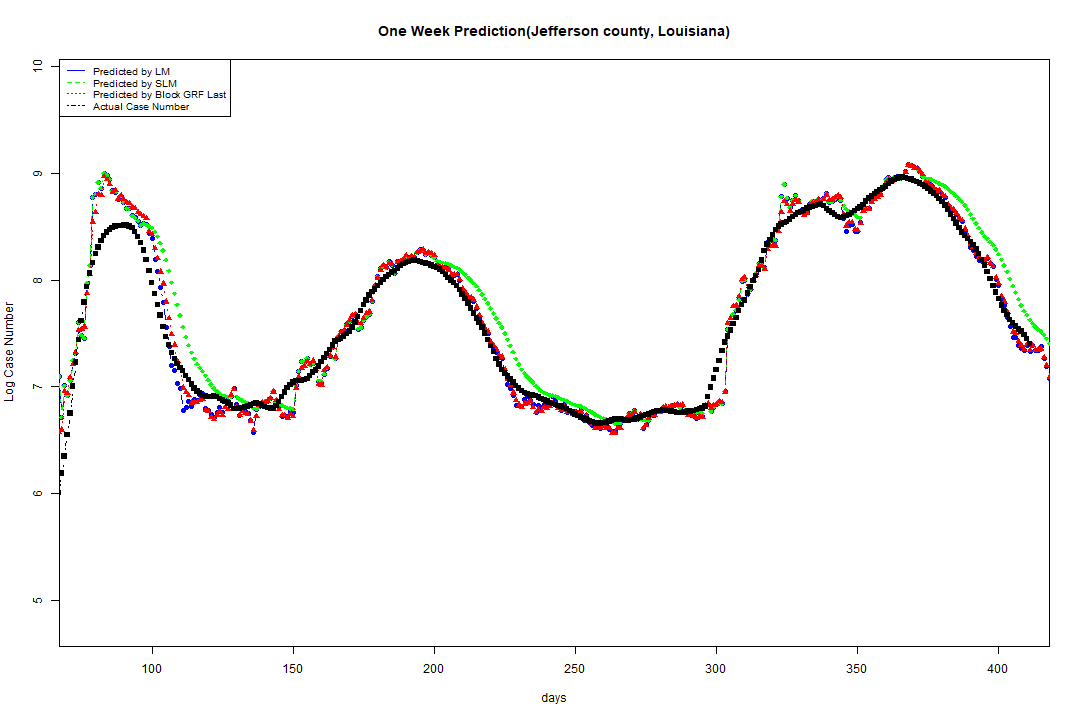 One Week Prediction(Jefferson county, Louisiana)
Predicted by LM
Predicted by SLM
Predicted by Block GRF Last
Actual Case Number
10
9
8
7
6
5
Log Case Number
100 150 200 250 300 350 400
days